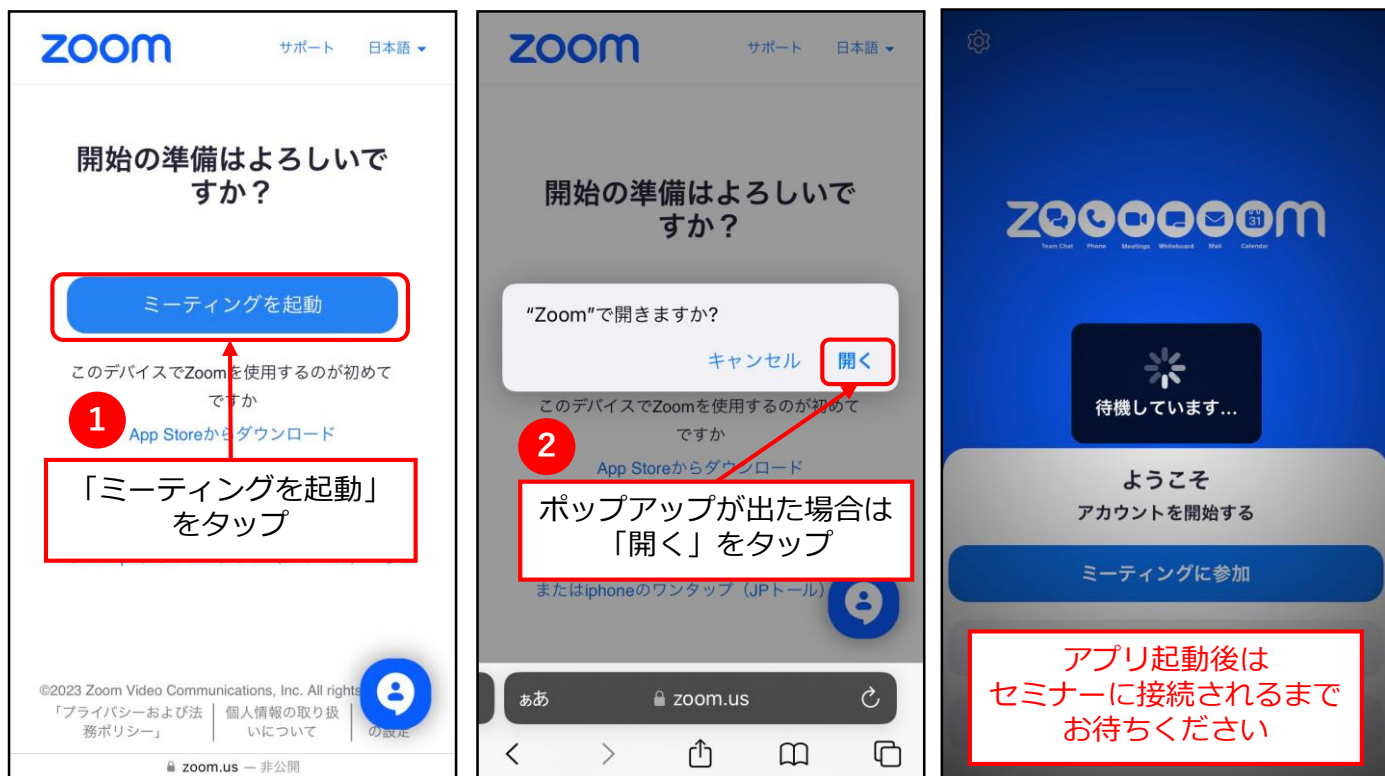 zoom
サポート 日本語
開始の準備はよろしいで
すか？
ミーティングを起動
このデバイスでZoomを使用するのが初めて
ですか
1
App Storeからダウンロード
「ミーティングを起動」
をタップ
©2023 Zoom Video Communications, Inc. All rights
「プライバシーおよび法
務ポリシー」
個人情報の取り扱
いについて
の設定
zoom.us — 非公開
zoom
サポート 日本語
開始の準備はよろしいで
すか？
“Zoom”で開きますか?
キャンセル 開く
このデバイスでZoomを使用するのが初めて
ですか
2
App Storeからダウンロード
ポップアップが出た場合は
「開く」をタップ
またはiphoneのワンタップ（JPトール）
ぁあ zoom.us
zoooooom
Team Chat Phone Meetings Whiteboard Mail Calendar
31
待機しています...
ようこそ
アカウントを開始する
ミーティングに参加
アプリ起動後は
セミナーに接続されるまで
お待ちください